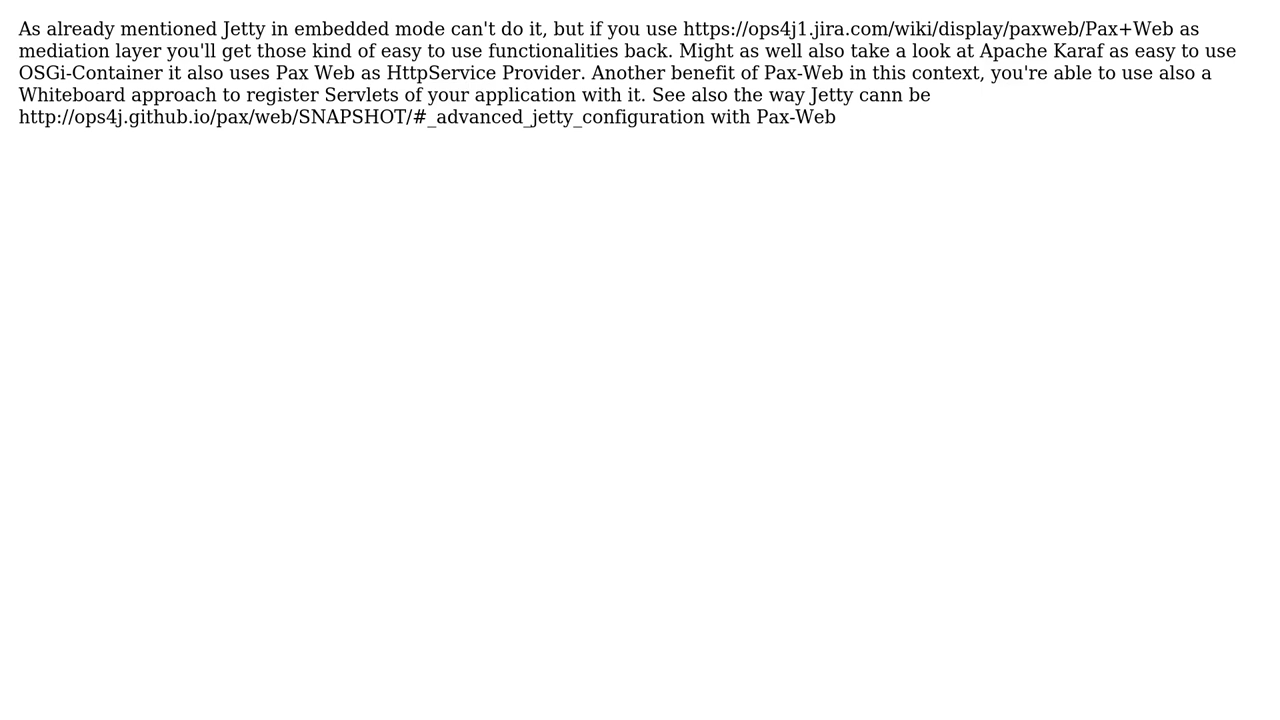 As already mentioned Jetty in embedded mode can't do it, but if you use https://ops4j1.jira.com/wiki/display/paxweb/Pax+Web as
mediation layer you'll get those kind of easy to use functionalities back. Might as well also take a look at Apache Karaf as easy to use
OSGi-Container it also uses Pax Web as HttpService Provider. Another benefit of Pax-Web in this context, you're able to use also a
Whiteboard approach to register Servlets of your application with it. See also the way Jetty cann be
http://ops4j.github.io/pax/web/SNAPSHOT/#_advanced_jetty_configuration with Pax-Web